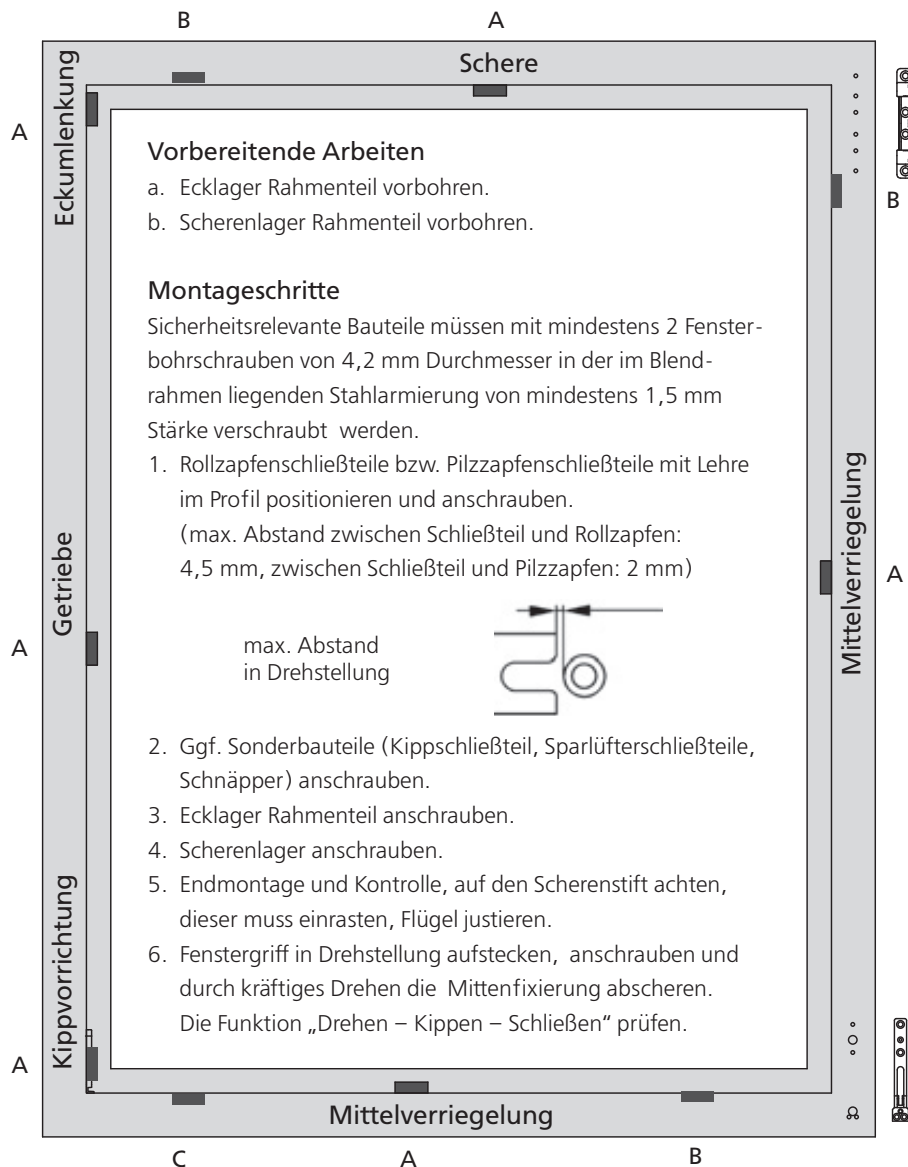 B
A
Schere
Eckumlenkung
A
B
Vorbereitende Arbeiten
a. Ecklager Rahmenteil vorbohren.
b. Scherenlager Rahmenteil vorbohren.
Montageschritte
Sicherheitsrelevante Bauteile müssen mit mindestens 2 Fenster-
bohrschrauben von 4,2 mm Durchmesser in der im Blend-
rahmen liegenden Stahlarmierung von mindestens 1,5 mm
Stärke verschraubt werden.
1. Rollzapfenschließteile bzw. Pilzzapfenschließteile mit Lehre
im Profil positionieren und anschrauben.
(max. Abstand zwischen Schließteil und Rollzapfen:
4,5 mm, zwischen Schließteil und Pilzzapfen: 2 mm)
Getriebe
A
Mittelverriegelung
A
max. Abstand
in Drehstellung
2. Ggf. Sonderbauteile (Kippschließteil, Sparlüfterschließteile,
Schnäpper) anschrauben.
3. Ecklager Rahmenteil anschrauben.
4. Scherenlager anschrauben.
5. Endmontage und Kontrolle, auf den Scherenstift achten,
dieser muss einrasten, Flügel justieren.
6. Fenstergriff in Drehstellung aufstecken, anschrauben und
durch kräftiges Drehen die Mittenfixierung abscheren.
Die Funktion „Drehen – Kippen – Schließen“ prüfen.
Kippvorrichtung
A
Mittelverriegelung
C
A
B